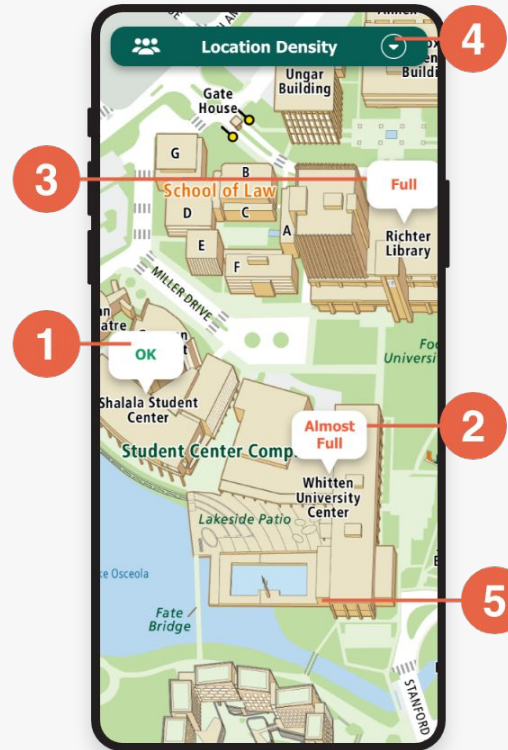 Location Density
4
Ungar
Building
Gate
House
3
G
B
School of Law
D
C
E
A
F
Full
Richter
Library
MILLER DRIVE
1
OK
Shalala Student
Center
Almost
Full
2
Student Center Comp
Whitten
University
Center
Lakeside Patio
Osceola
5
Fate
Bridge
STANFORD